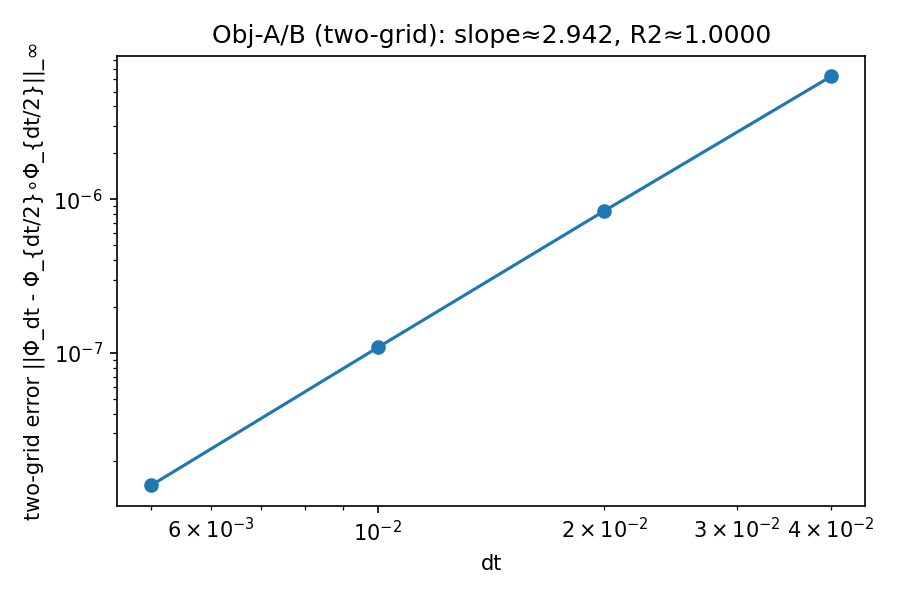 Obj-A/B (two-grid): slope≈2.942, R2≈1.0000
two-grid error ||Φ_dt - Φ_{dt/2}∘Φ_{dt/2}||_∞
10⁻⁶
10⁻⁷
6 × 10⁻³
10⁻²
2 × 10⁻²
3 × 10⁻²
4 × 10⁻²
dt